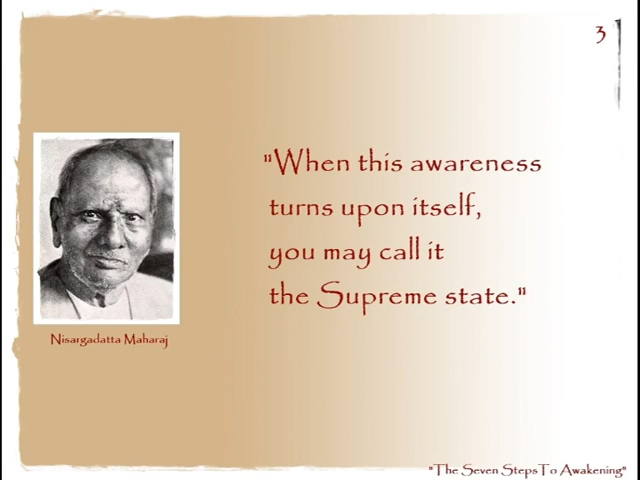 3
"When this awareness
turns upon itself,
you may call it
the Supreme state."
Nisargadatta Maharaj
"The Seven Steps To Awakening"